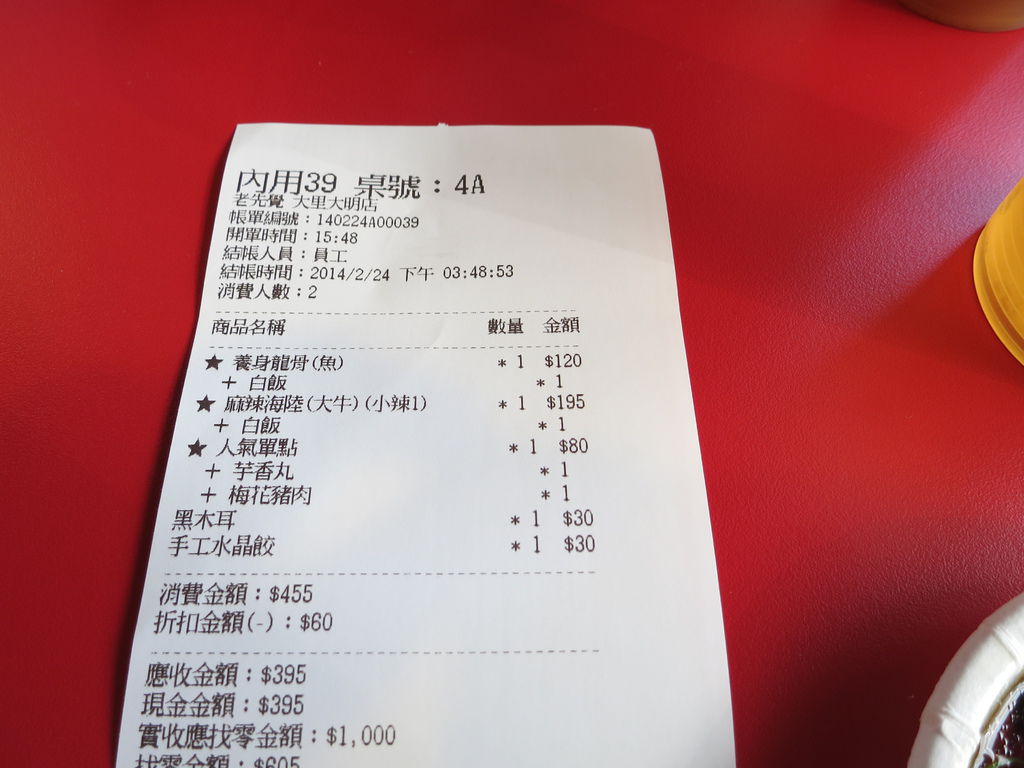 內用39 桌號：4A
老先覺 大里大明店
帳單編號：140224A00039
開單時間：15:48
結帳人員：員工
結帳時間：2014/2/24 下午 03:48:53
消費人數：2
商品名稱 數量 金額
★ 養身龍骨(魚) * 1 $120
＋ 白飯 * 1
★ 麻辣海陸(大牛)(小辣1) * 1 $195
＋ 白飯 * 1
★ 人氣單點 * 1 $80
＋ 芋香丸 * 1
＋ 梅花豬肉 * 1
黑木耳 * 1 $30
手工水晶餃 * 1 $30
消費金額：$455
折扣金額(-)：$60
應收金額：$395
現金金額：$395
實收應找零金額：$1,000
找零金額：$605